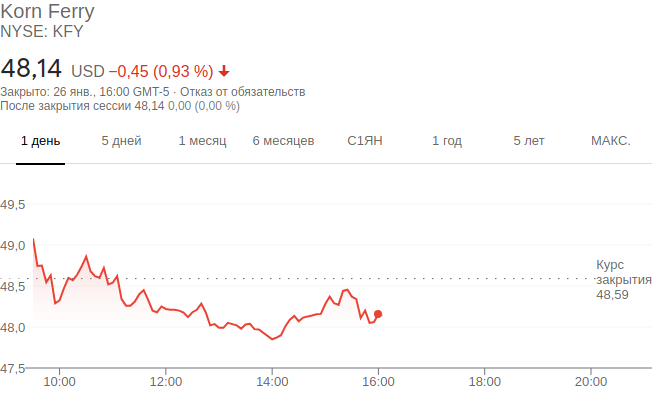 Korn Ferry
NYSE: KFY
48,14 USD −0,45 (0,93 %)
Закрыто: 26 янв., 16:00 GMT-5 · Отказ от обязательств
После закрытия сессии 48,14 0,00 (0,00 %)
1 день 5 дней 1 месяц 6 месяцев С1ЯН 1 год 5 лет МАКС.
49,5
49,0
48,5
48,0
47,5
Курс
закрытия
48,59
10:00 12:00 14:00 16:00 18:00 20:00